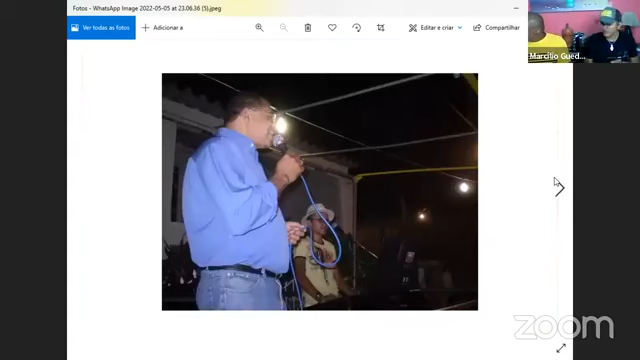 Fotos - WhatsApp Image 2022-05-05 at 23.06.36 (5).jpeg
Ver todas as fotos
Adicionar a
Editar e criar
Compartilhar
Marcílio Gued...
zoom